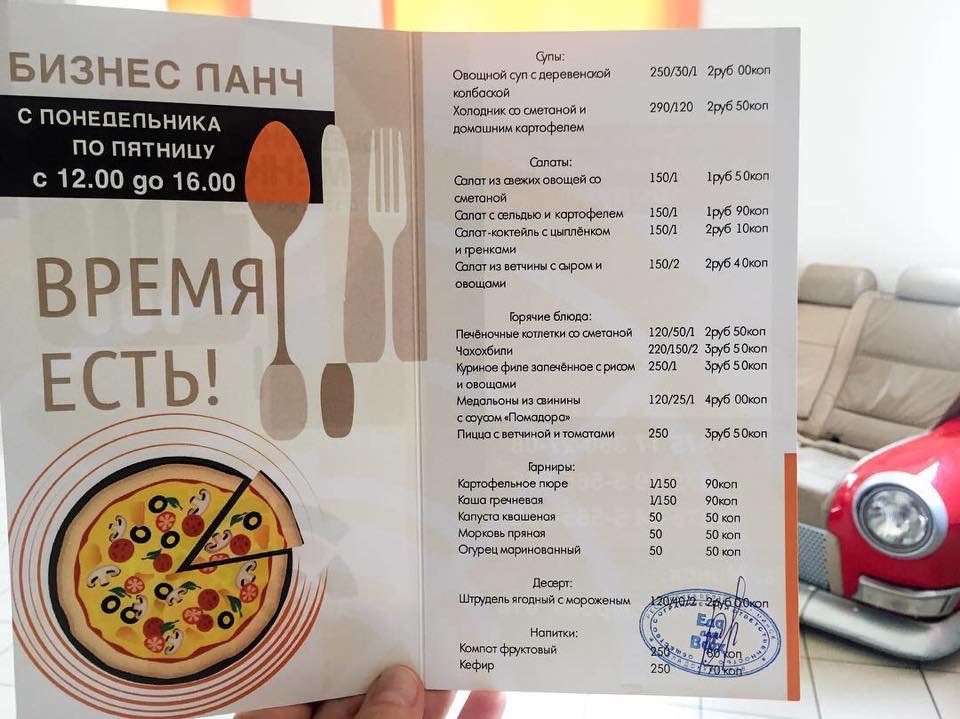 БИЗНЕС ЛАНЧ
С ПОНЕДЕЛЬНИКА
ПО ПЯТНИЦУ
с 12.00 до 16.00
ВРЕМЯ
ЕСТЬ!
Супы:
Овощной суп с деревенской 250/30/1 2руб 00коп
колбаской
Холодник со сметаной и 290/120 2руб 50коп
домашним картофелем
Салаты:
Салат из свежих овощей со 150/1 1руб 50коп
сметаной
Салат с сельдью и картофелем 150/1 1руб 90коп
Салат-коктейль с цыплёнком 150/1 2руб 10коп
и гренками
Салат из ветчины с сыром и 150/2 2руб 40коп
овощами
Горячие блюда:
Печёночные котлетки со сметаной 120/50/1 2руб 50коп
Чахохбили 220/150/2 3руб 50коп
Куриное филе запечённое с рисом 250/1 3руб 50коп
и овощами
Медальоны из свинины 120/25/1 4руб 00коп
с соусом «Помадора»
Пицца с ветчиной и томатами 250 3руб 50коп
Гарниры:
Картофельное пюре 1/150 90коп
Каша гречневая 1/150 90коп
Капуста квашеная 50 50 коп
Морковь пряная 50 50 коп
Огурец маринованный 50 50 коп
Десерт:
Штрудель ягодный с мороженым 120/40/2 2руб 00коп
Напитки:
Компот фруктовый 250 80 коп
Кефир 250 70 коп